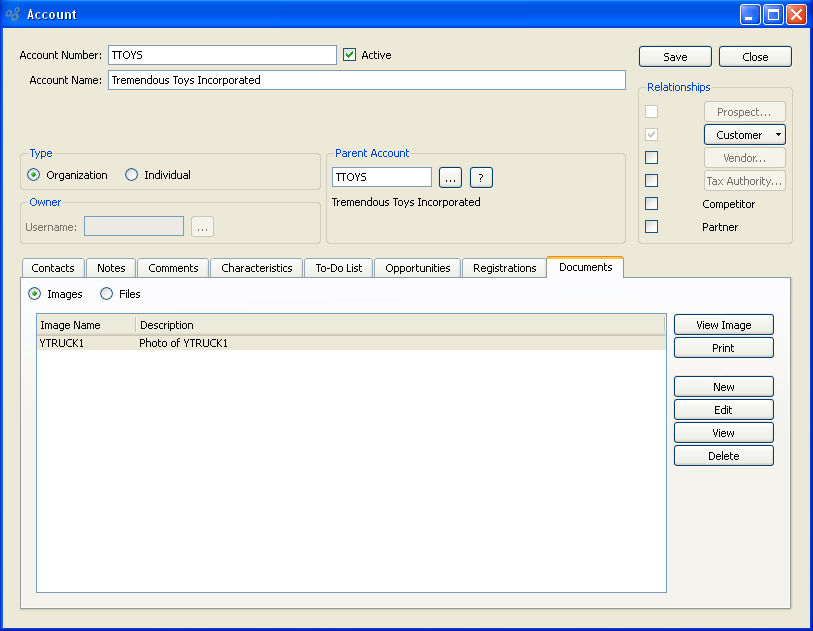 Account
Account Number: TTOYS Active
Save Close
Account Name: Tremendous Toys Incorporated
Relationships
Prospect...
Customer
Vendor...
Tax Authority...
Competitor
Partner
Type
Organization Individual
Parent Account
TTOYS ... ?
Tremendous Toys Incorporated
Owner
Username: ...
Contacts Notes Comments Characteristics To-Do List Opportunities Registrations Documents
Images Files
Image Name Description
YTRUCK1 Photo of YTRUCK1
View Image
Print
New
Edit
View
Delete